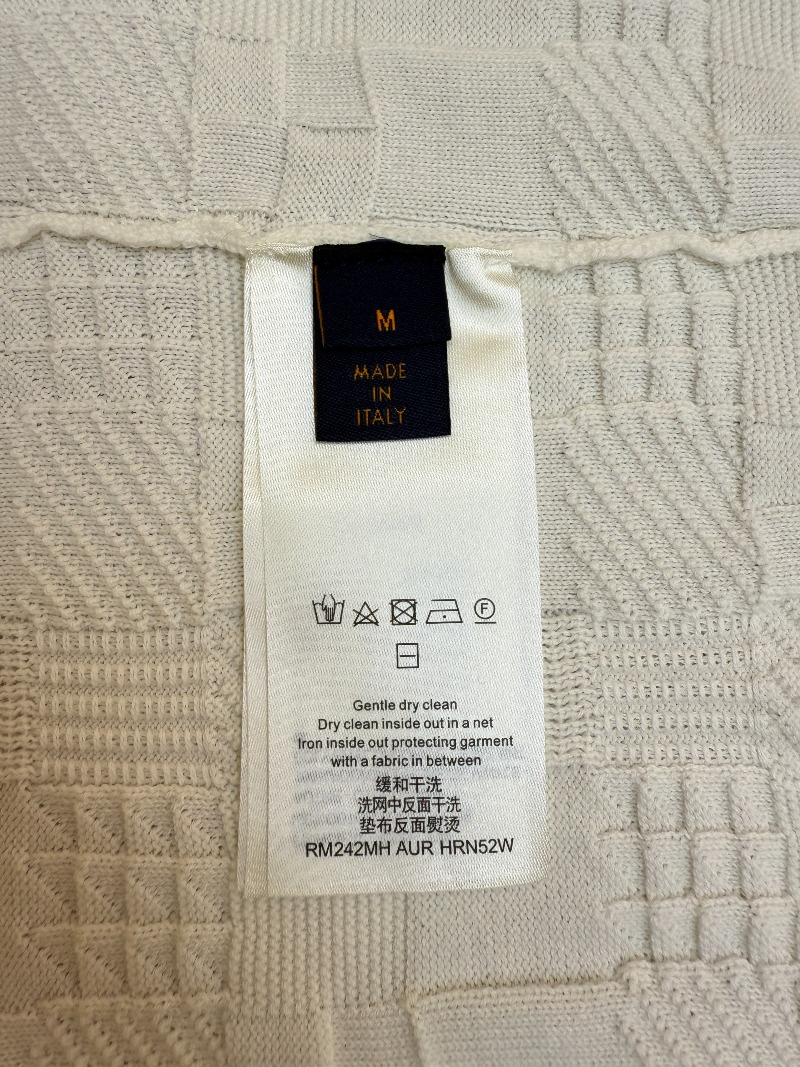 M
MADE
IN
ITALY
F
Gentle dry clean
Dry clean inside out in a net
Iron inside out protecting garment
with a fabric in between
缓和干洗
洗网中反面干洗
垫布反面熨烫
RM242MH AUR HRN52W